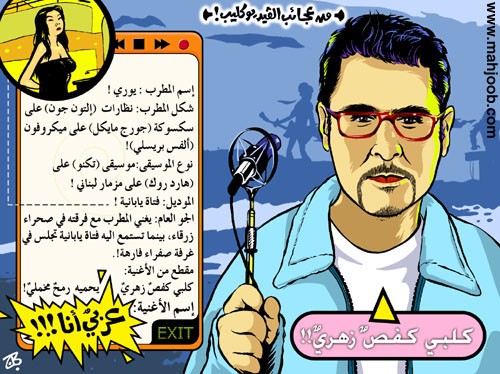 من عجائب الفيديو كليب !
www.mahjoob.com
إسم المطرب : يوري !
شكل المطرب: نظارات (إلتون جون) على
سكسوكة (جورج مايكل) على ميكروفون
(ألفس بريسلي)!
نوع الموسيقى:موسيقى (تكنو) على
(هارد روك) على مزمار لبناني !
الموديل: فتاة يابانية !
الجو العام: يغني المطرب مع فرقته في صحراء
زرقاء، بينما تستمع اليه فتاة يابانية تجلس في
غرفة صفراء فارهة!.
مقطع من الأغنية:
كلبي كفصٌ زهريٌ يحميه رمحٌ مخمليٌ!
إسم الأغنية:
عزبيٌ أنا !!!
EXIT
كلبي كفصٌ زهريٌ!!